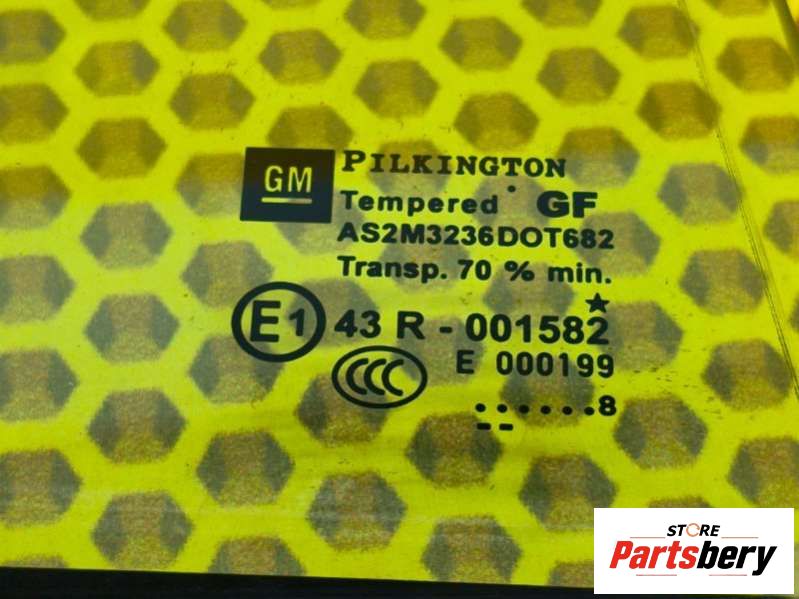 GM
PILKINGTON
Tempered GF
AS2M3236DOT682
Transp. 70 % min.
E1 43 R - 001582
CCC E 000199
......8
STORE
Partsbery